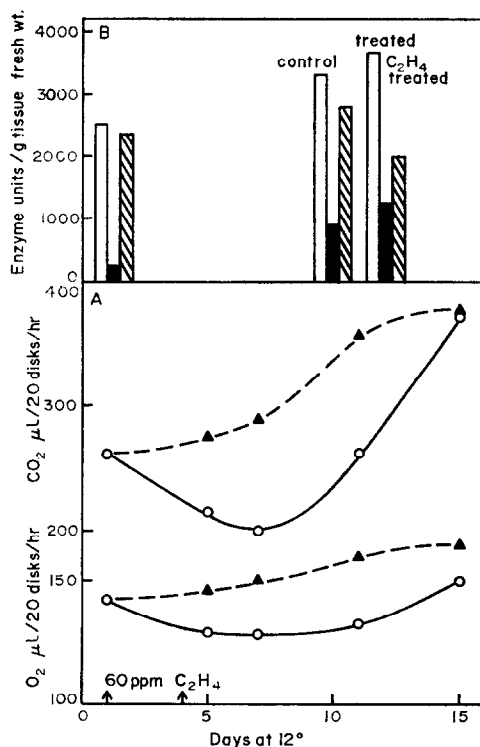 B
4000
3000
2000
1000
0
Enzyme units / g tissue fresh wt.
control
treated
C₂H₄
treated
A
400
300
200
CO₂ μl/20 disks/hr
150
100
O₂ μl/20 disks/hr
60 ppm C₂H₄
0 5 10 15
Days at 12°